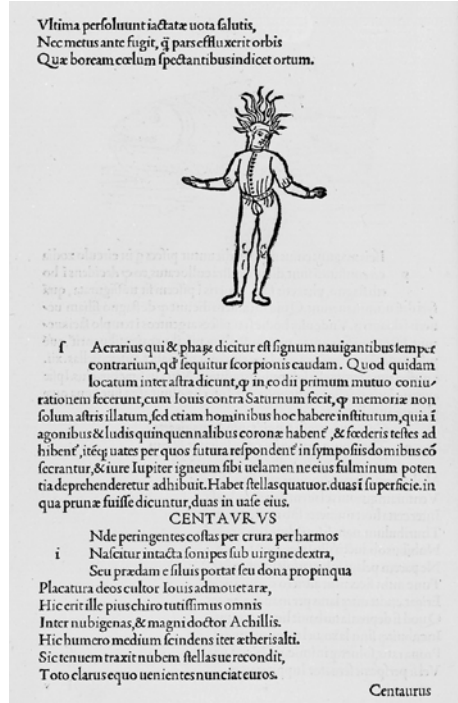 Vltima persoluunt iactatæ uota salutis,
Nec metus ante fugit, q̃ pars effluxerit orbis
Quæ boream cœlum spectantibusindicet ortum.
f Acrarius qui & pharus dicitur est signum nauigantibus semper
contrarium, qđ sequitur scorpionis caudam. Quod quidam
locatum inter astra dicunt, ꝙ in eo dii primum mutuo coniu-
rationem fecerunt, cum Iouis contra Saturnum fecit, ꝙ memoriæ non
solum astris illatum, sed etiam hominibus hoc habere institutum, quia ī
agonibus & ludis quinquennalibus coronæ habent᷑, & fœderis testes ad
hibent᷑, itéq; uates per quos futura respondent᷑ in symposiis domibus cō
secrantur, & iure Iupiter igneum sibi uelamen ne eius fulminum poten
tia deprehenderetur adhibuit. Habet stellas quatuor. duas ī superficie. in
qua prunæ fuisse dicuntur, duas in uase eius.
CENTAVRVS
Nde peringentes costas per crura per harmos
i Nascitur intacta sonipes sub uirgine dextra,
Seu prædam e siluis portat seu dona propinqua
Placatura deos cultor Iouis admouet aræ,
Hic erit ille pius chiro tutissimus omnis
Inter nubigenas, & magni doctor Achillis.
Hic humero medium scindens iter ætheris alti.
Sic tenuem traxit nubem stellasue recondit,
Toto clarus equo uenientes nunciat euros.
Centaurus